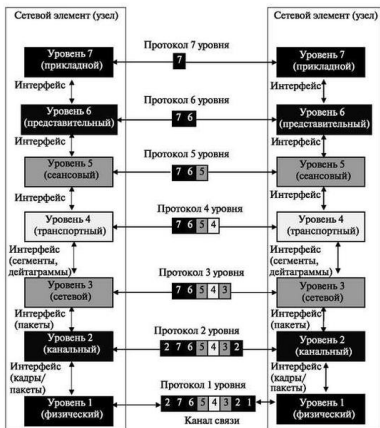 Сетевой элемент (узел)
Уровень 7
(прикладной)
Интерфейс
Уровень 6
(представительный)
Интерфейс
Уровень 5
(сеансовый)
Интерфейс
Уровень 4
(транспортный)
Интерфейс
(сегменты,
дейтаграммы)
Уровень 3
(сетевой)
Интерфейс
(пакеты)
Уровень 2
(канальный)
Интерфейс
(кадры/
пакеты)
Уровень 1
(физический)
Протокол 7 уровня
7
Протокол 6 уровня
7 6
Протокол 5 уровня
7 6 5
Протокол 4 уровня
7 6 5 4
Протокол 3 уровня
7 6 5 4 3
Протокол 2 уровня
2 7 6 5 4 3 2
Протокол 1 уровня
1 2 7 6 5 4 3 2 1
Канал связи
Сетевой элемент (узел)
Уровень 7
(прикладной)
Интерфейс
Уровень 6
(представительный)
Интерфейс
Уровень 5
(сеансовый)
Интерфейс
Уровень 4
(транспортный)
Интерфейс
(сегменты,
дейтаграммы)
Уровень 3
(сетевой)
Интерфейс
(пакеты)
Уровень 2
(канальный)
Интерфейс
(кадры/
пакеты)
Уровень 1
(физический)